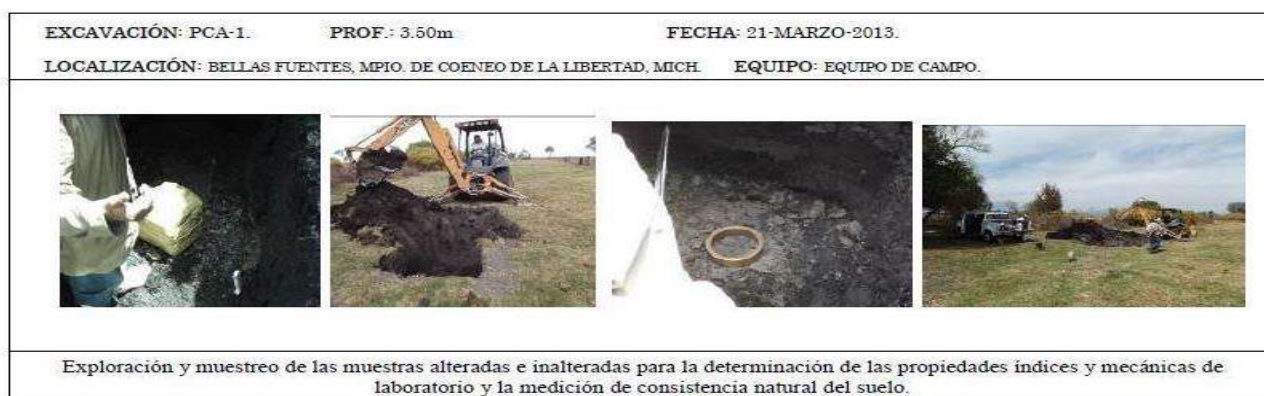 EXCAVACIÓN: PCA-1. PROF.: 3.50m FECHA: 21-MARZO-2013.
LOCALIZACIÓN: BELLAS FUENTES, MPIO. DE COENEO DE LA LIBERTAD, MICH. EQUIPO: EQUIPO DE CAMPO.
Exploración y muestreo de las muestras alteradas e inalteradas para la determinación de las propiedades índices y mecánicas de
laboratorio y la medición de consistencia natural del suelo.